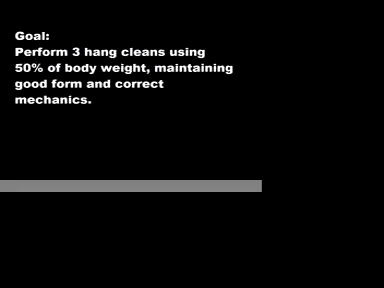 Goal:
Perform 3 hang cleans using
50% of body weight, maintaining
good form and correct
mechanics.